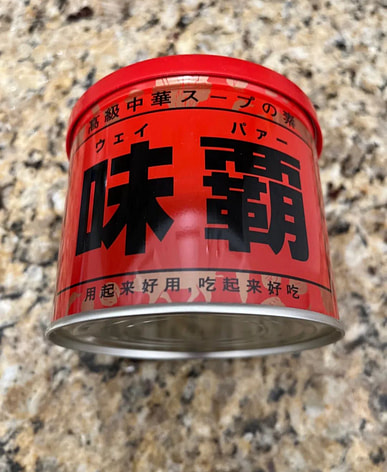 高級中華スープの素
ウェイ パァー
味覇
用起来好用,吃起来好吃